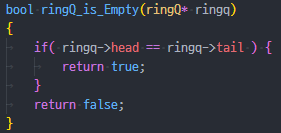 bool ringQ_is_Empty(ringQ* ringq)
{
    if( ringq->head == ringq->tail ) {
        return true;
    }
    return false;
}